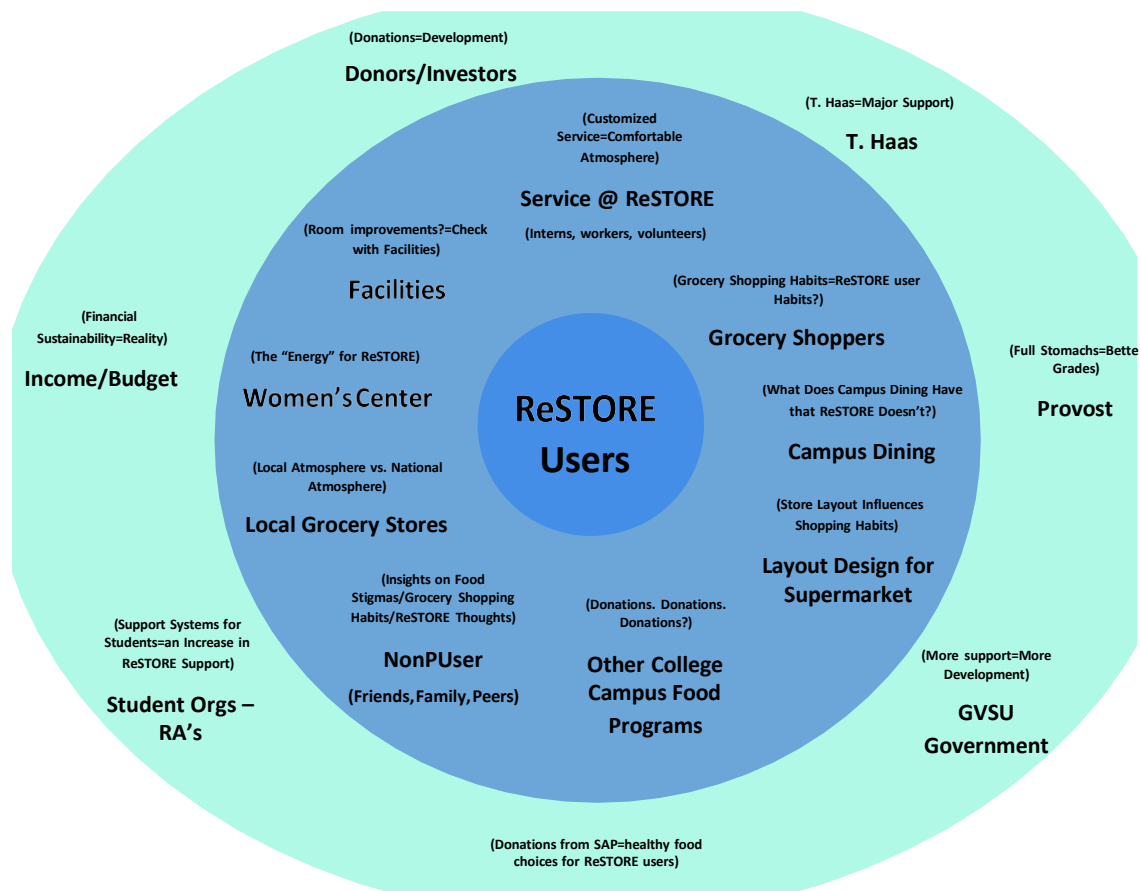 (Donations=Development)
Donors/Investors
(T. Haas=Major Support)
T. Haas
(Customized
Service=Comfortable
Atmosphere)
Service @ ReSTORE
(Interns, workers, volunteers)
(Room improvements?=Check
with Facilities)
Facilities
(Grocery Shopping Habits=ReSTORE user
Habits?)
Grocery Shoppers
(Financial
Sustainability=Reality)
Income/Budget
(The “Energy” for ReSTORE)
Women’s Center
ReSTORE
Users
(Full Stomachs=Bette
Grades)
Provost
(What Does Campus Dining Have
that ReSTORE Doesn’t?)
Campus Dining
(Local Atmosphere vs. National
Atmosphere)
Local Grocery Stores
(Store Layout Influences
Shopping Habits)
Layout Design for
Supermarket
(Insights on Food
Stigmas/Grocery Shopping
Habits/ReSTORE Thoughts)
NonPUser
(Friends,Family,Peers)
(Donations. Donations.
Donations?)
Other College
Campus Food
Programs
(Support Systems for
Students=an Increase in
ReSTORE Support)
Student Orgs –
RA’s
(More support=More
Development)
GVSU
Government
(Donations from SAP=healthy food
choices for ReSTORE users)